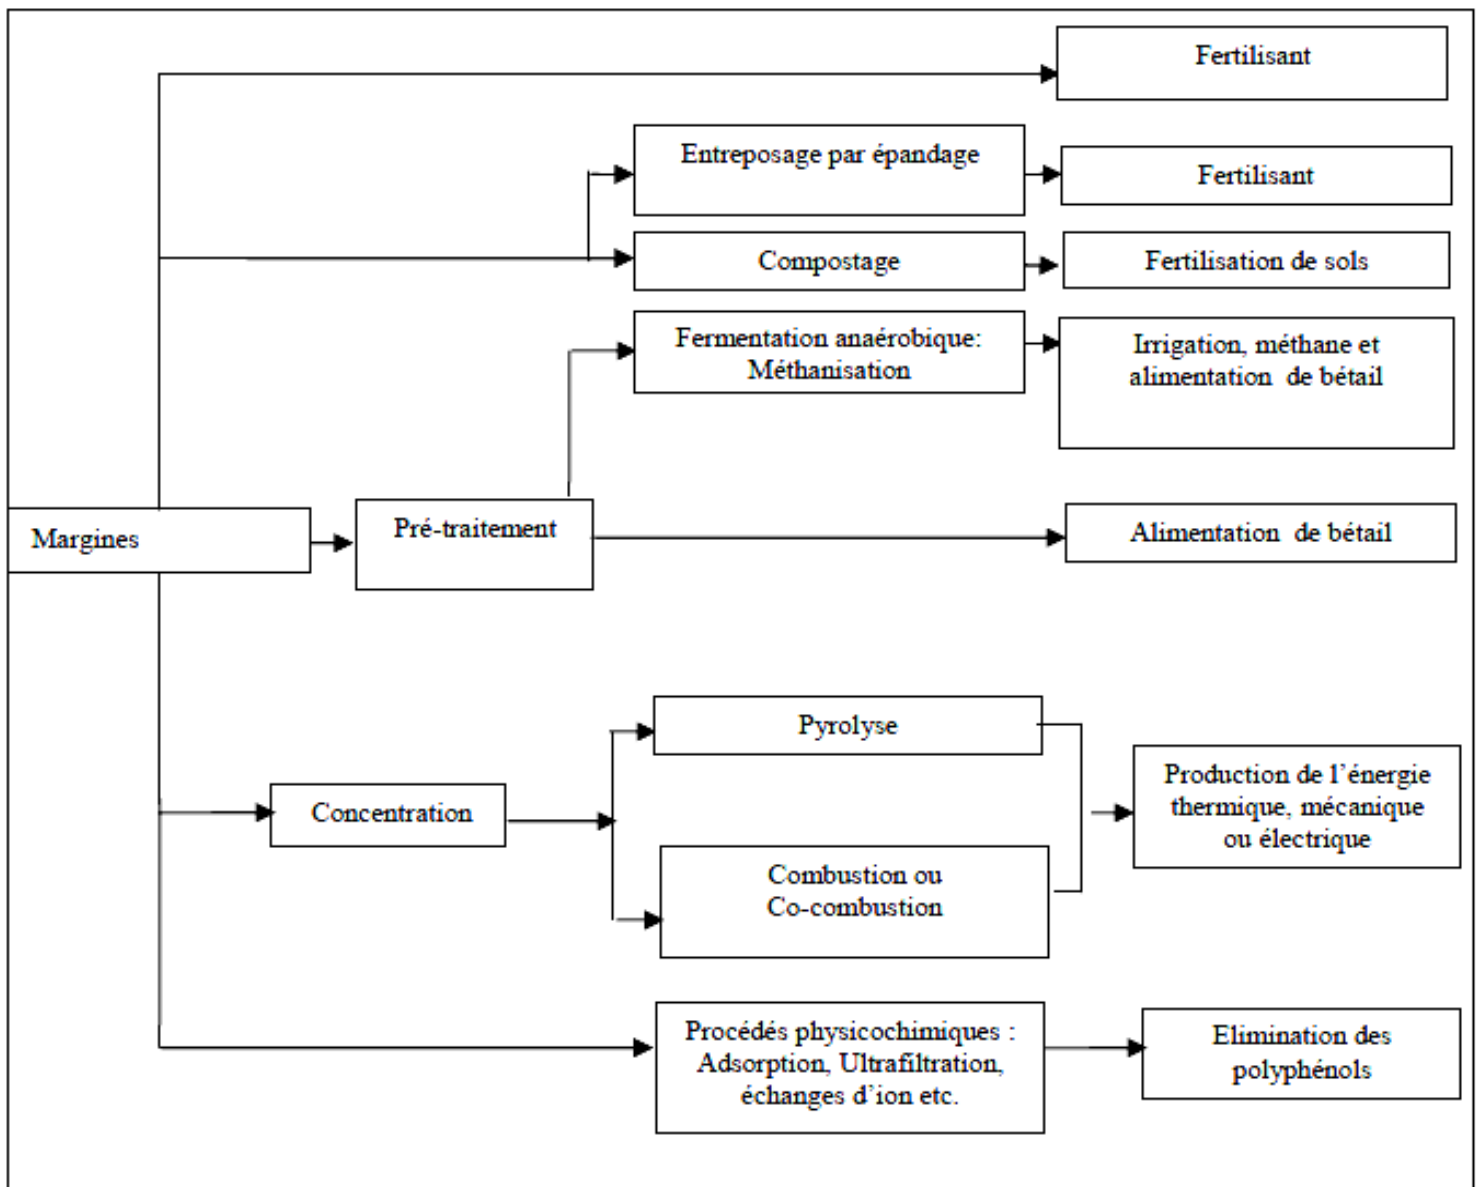 Fertilisant
Entreposage par épandage
Fertilisant
Compostage
Fertilisation de sols
Fermentation anaérobique:
Méthanisation
Irrigation, méthane et
alimentation de bétail
Margines
Pré-traitement
Alimentation de bétail
Pyrolyse
Concentration
Production de l’énergie
thermique, mécanique
ou électrique
Combustion ou
Co-combustion
Procédés physicochimiques :
Adsorption, Ultrafiltration,
échanges d’ion etc.
Elimination des
polyphénols